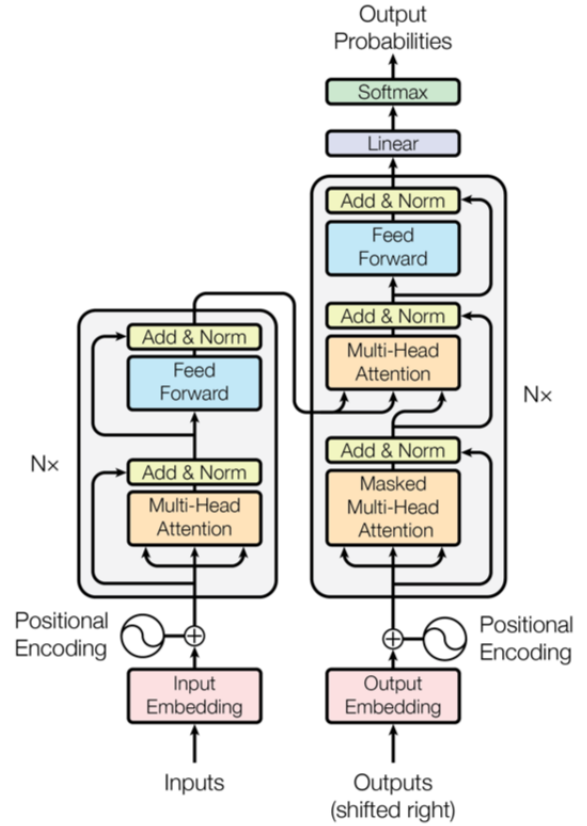 Output
Probabilities
Softmax
Linear
Add & Norm
Feed
Forward
Add & Norm
Multi-Head
Attention
Add & Norm
Masked
Multi-Head
Attention
N×
Add & Norm
Feed
Forward
Add & Norm
Multi-Head
Attention
N×
Positional
Encoding
Positional
Encoding
Input
Embedding
Output
Embedding
Inputs
Outputs
(shifted right)